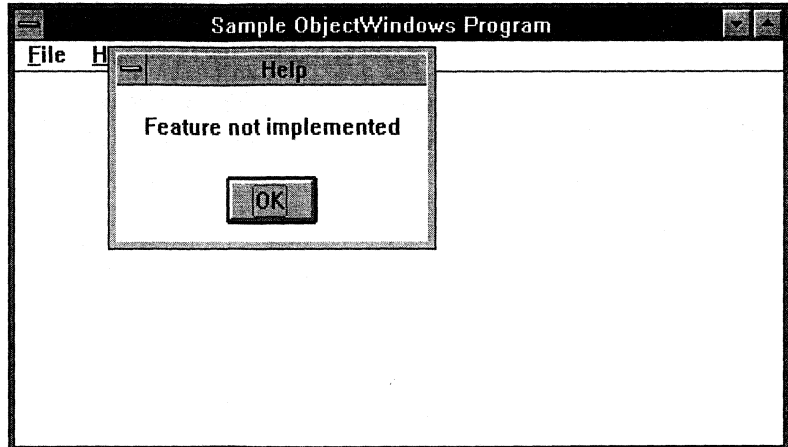 Sample ObjectWindows Program
File H
Help
Feature not implemented
OK